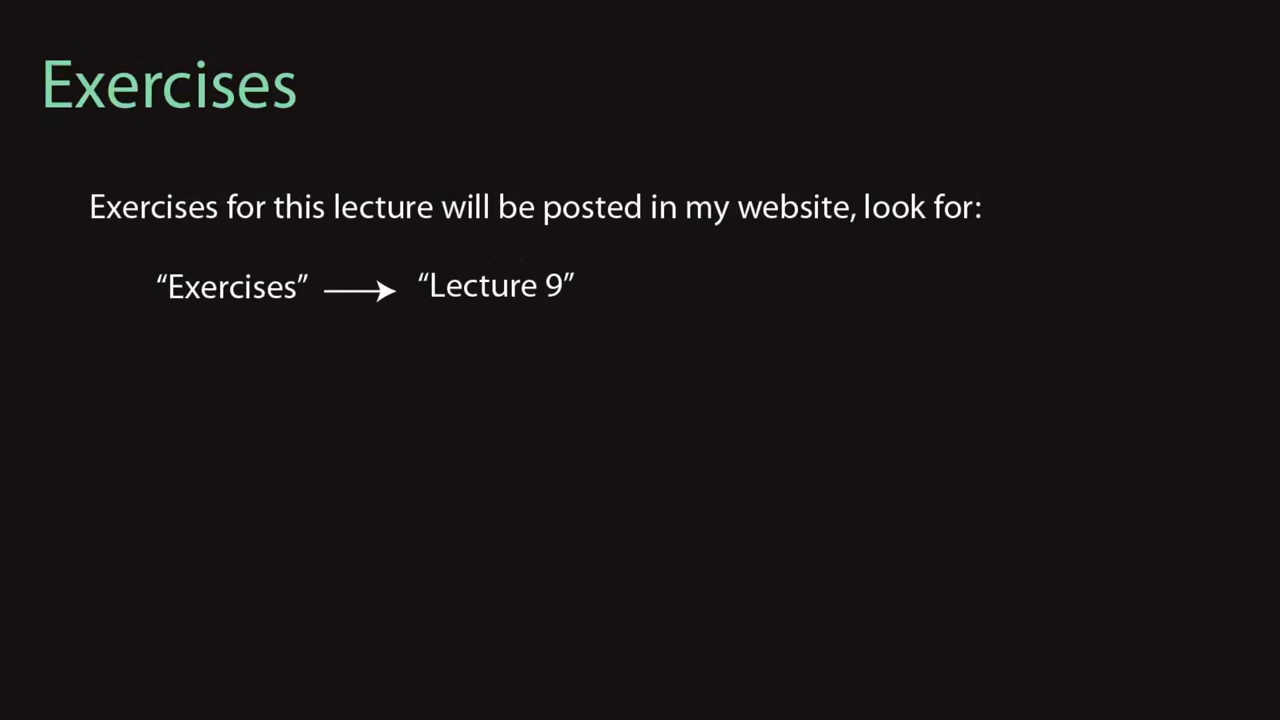 Exercises
Exercises for this lecture will be posted in my website, look for:
“Exercises” ⟶ “Lecture 9”